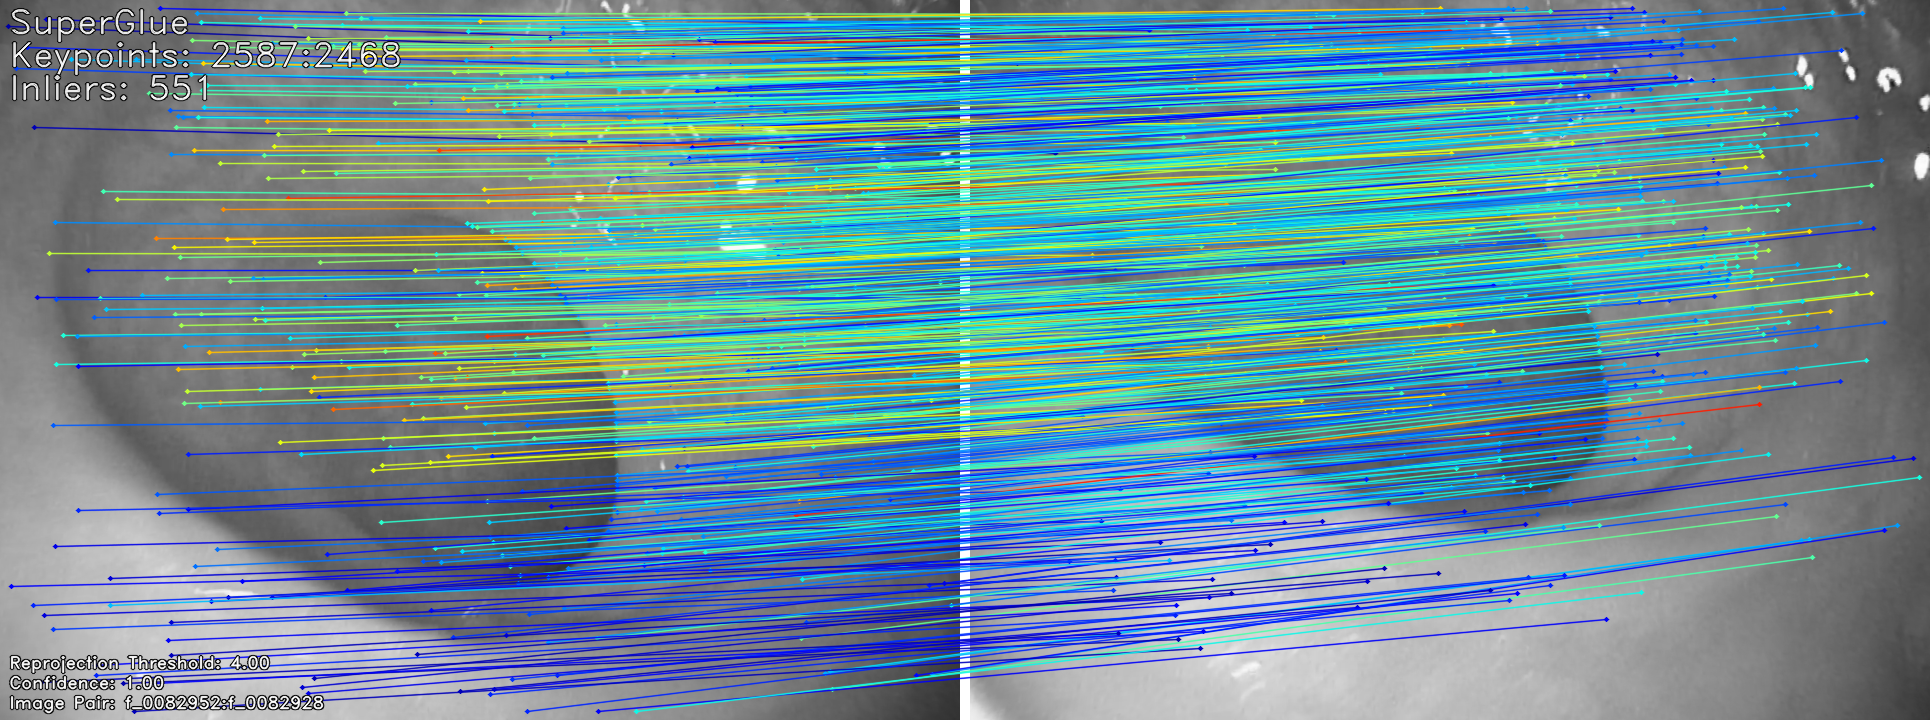 SuperGlue
Keypoints: 2587:2468
Inliers: 551
Reprojection Threshold: 4.00
Confidence: 1.00
Image Pair: f_0082952:f_0082928